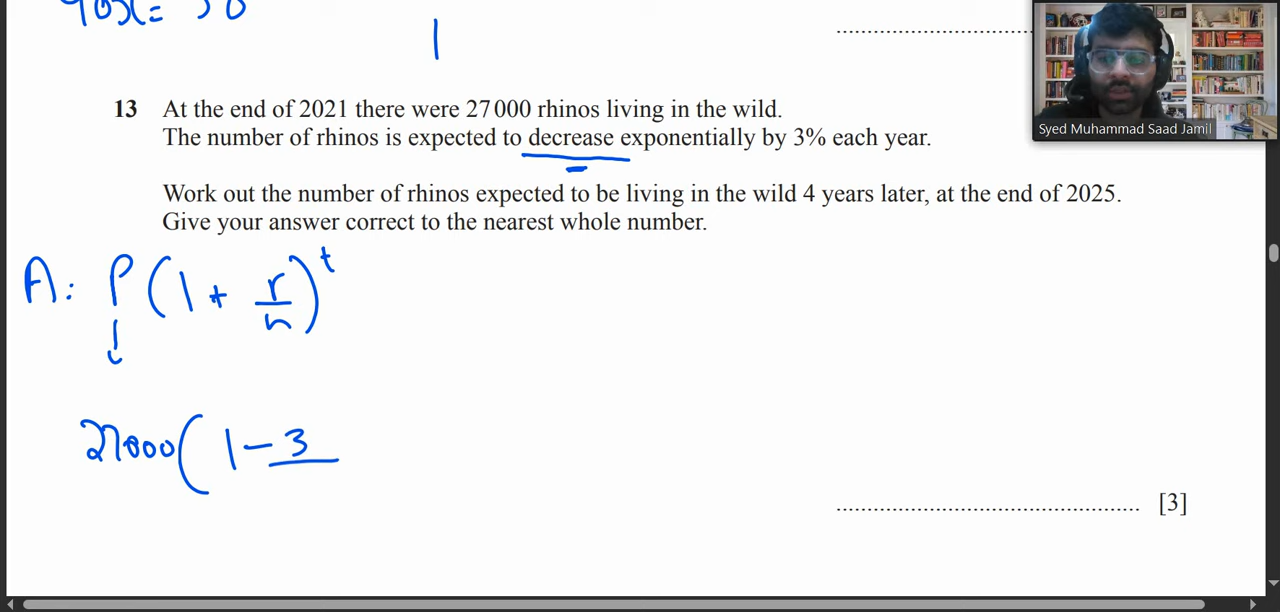 40x = 30
1
....................................
13 At the end of 2021 there were 27 000 rhinos living in the wild.
The number of rhinos is expected to decrease exponentially by 3% each year.
Work out the number of rhinos expected to be living in the wild 4 years later, at the end of 2025.
Give your answer correct to the nearest whole number.
A: P(1 + r/n)^t
27000(1 - 3
.................................................... [3]
Syed Muhammad Saad Jamil